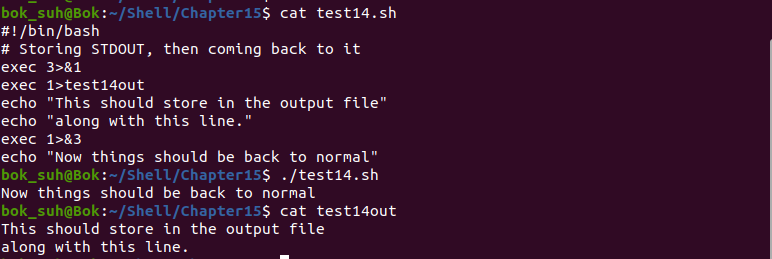 bok_suh@Bok:~/Shell/Chapter15$ cat test14.sh
#!/bin/bash
# Storing STDOUT, then coming back to it
exec 3>&1
exec 1>test14out
echo "This should store in the output file"
echo "along with this line."
exec 1>&3
echo "Now things should be back to normal"
bok_suh@Bok:~/Shell/Chapter15$ ./test14.sh
Now things should be back to normal
bok_suh@Bok:~/Shell/Chapter15$ cat test14out
This should store in the output file
along with this line.